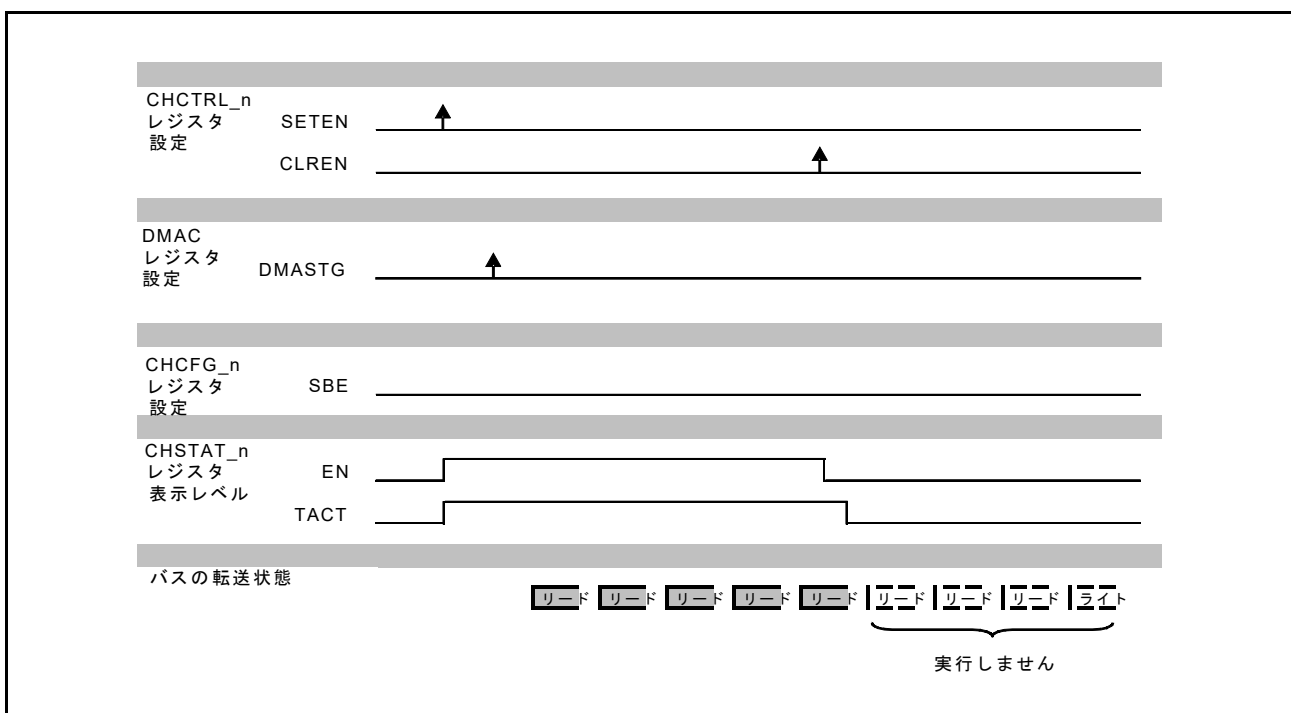 CHCTRL_n
レジスタ
設定
SETEN
CLREN
DMAC
レジスタ
設定
DMASTG
CHCFG_n
レジスタ
設定
SBE
CHSTAT_n
レジスタ
表示レベル
EN
TACT
バスの転送状態
リード リード リード リード リード リード リード リード ライト
実行しません